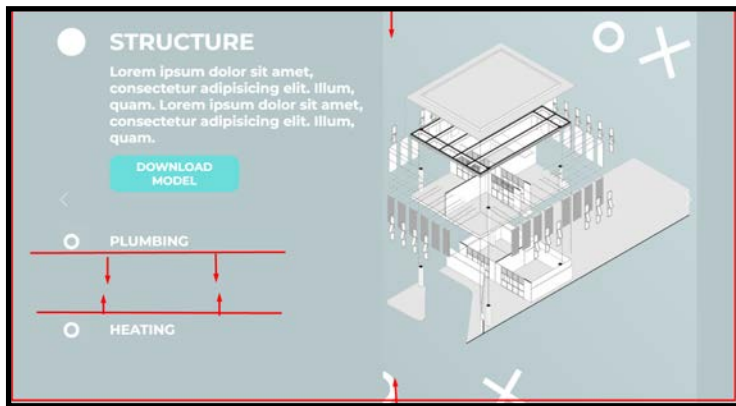 STRUCTURE
Lorem ipsum dolor sit amet,
consectetur adipisicing elit. Illum,
quam. Lorem ipsum dolor sit amet,
consectetur adipisicing elit. Illum,
quam.
DOWNLOAD
MODEL
PLUMBING
HEATING